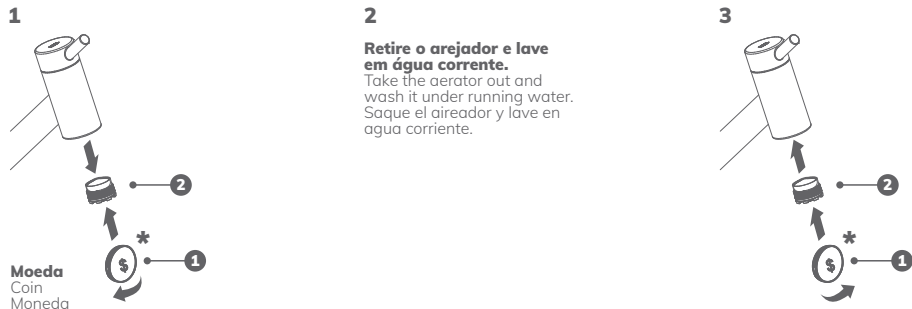 1
2
*
1
Moeda
Coin
Moneda
$
2
Retire o arejador e lave
em água corrente.
Take the aerator out and
wash it under running water.
Saque el aireador y lave en
agua corriente.
3
2
*
1
$